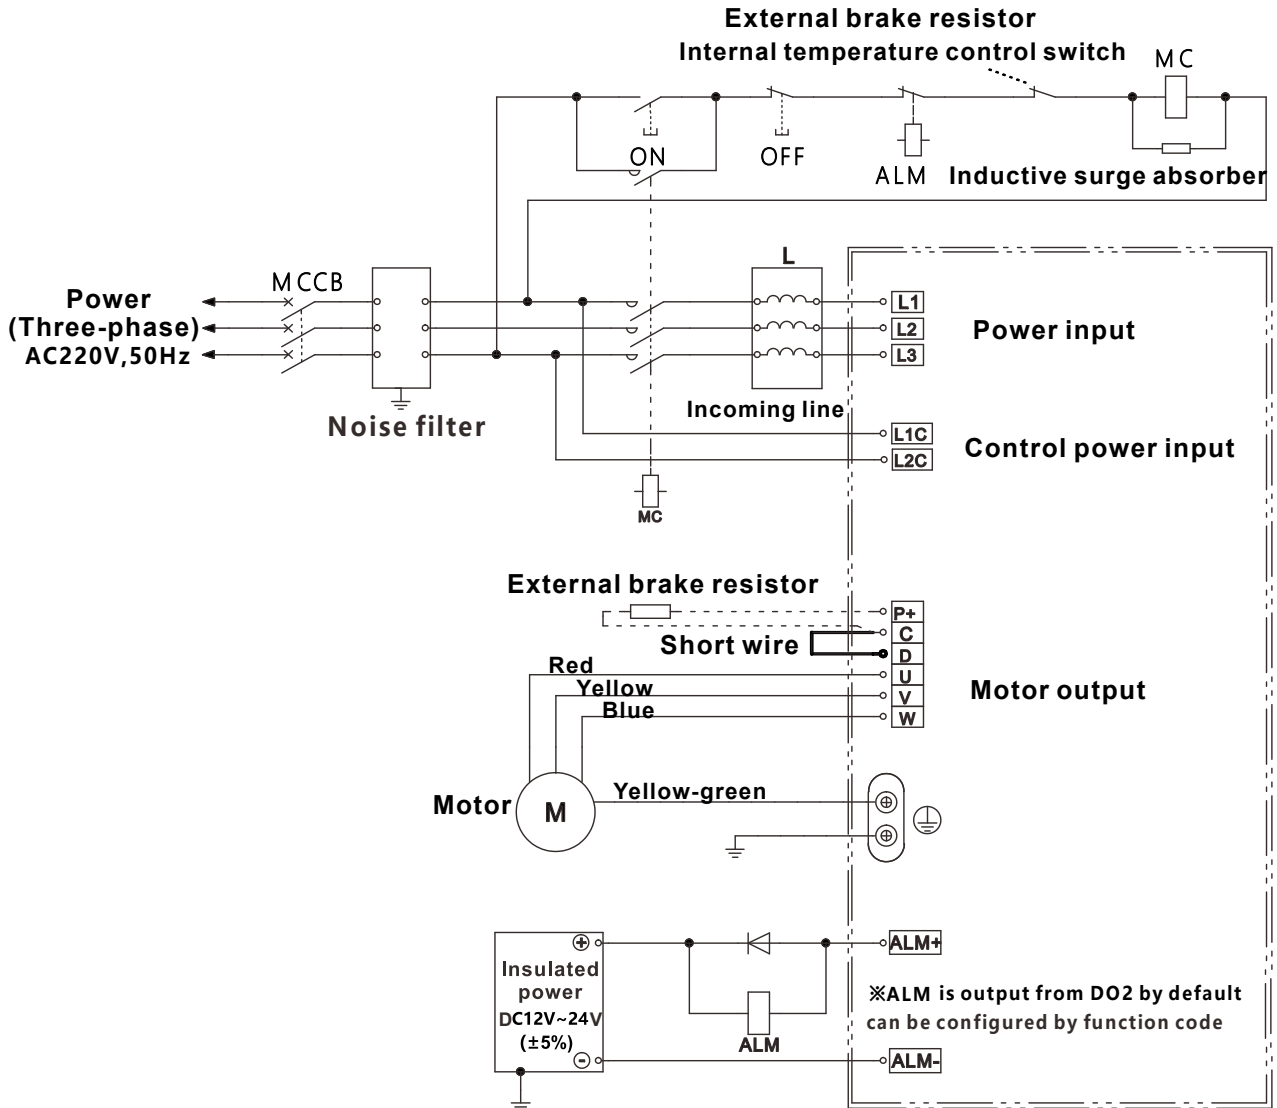 External brake resistor
Internal temperature control switch
MC
ON
OFF
ALM
Inductive surge absorber
MCCB
L
Power
(Three-phase)
AC220V,50Hz
L1
L2
L3
Power input
Noise filter
Incoming line
L1C
L2C
Control power input
MC
External brake resistor
P+
C
D
U
V
W
Short wire
Red
Yellow
Blue
Motor output
Motor
M
Yellow-green
Insulated
power
DC12V~24V
(±5%)
ALM
ALM+
※ALM is output from DO2 by default
can be configured by function code
ALM-